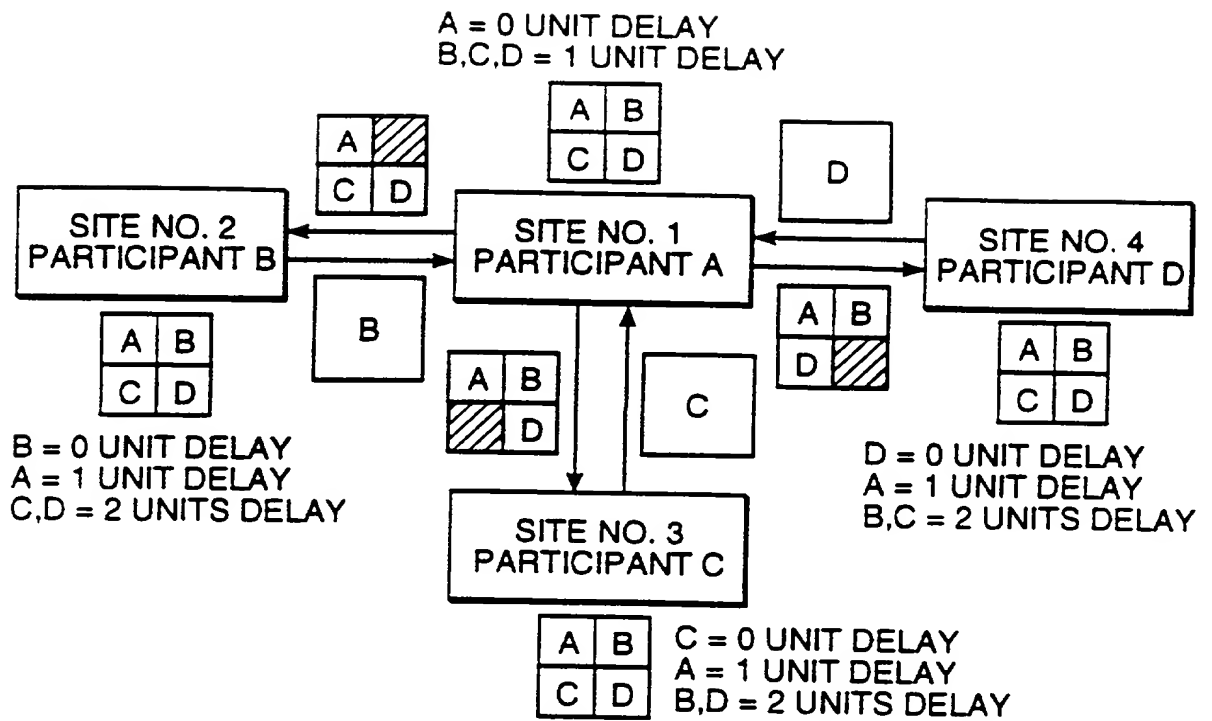 A = 0 UNIT DELAY
B,C,D = 1 UNIT DELAY
A B
C D
A
C D
D
SITE NO. 2
PARTICIPANT B
SITE NO. 1
PARTICIPANT A
SITE NO. 4
PARTICIPANT D
B
A B
C D
A B
D
C
A B
D
A B
C D
B = 0 UNIT DELAY
A = 1 UNIT DELAY
C,D = 2 UNITS DELAY
D = 0 UNIT DELAY
A = 1 UNIT DELAY
B,C = 2 UNITS DELAY
SITE NO. 3
PARTICIPANT C
A B
C D
C = 0 UNIT DELAY
A = 1 UNIT DELAY
B,D = 2 UNITS DELAY